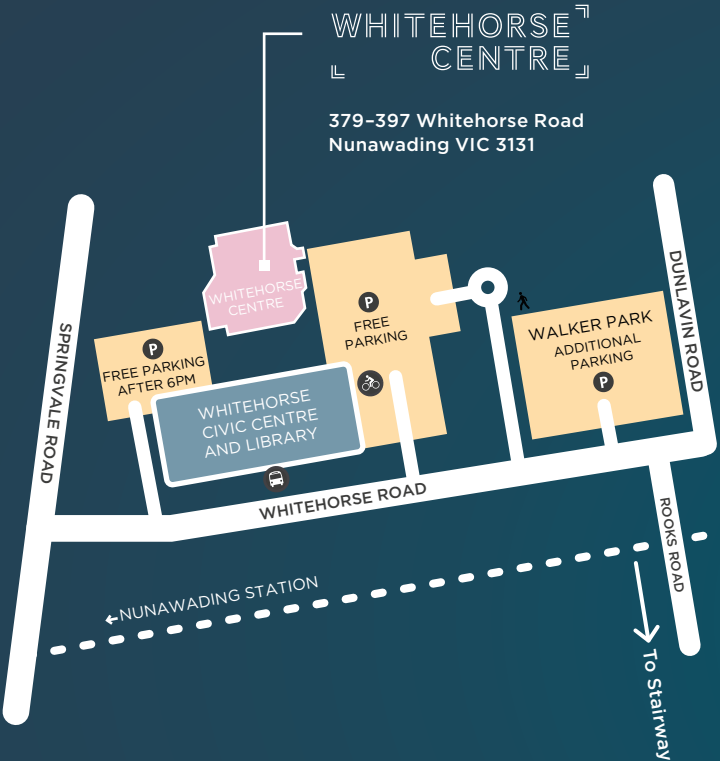 WHITEHORSE
CENTRE
379–397 Whitehorse Road
Nunawading VIC 3131
DUNLAVIN ROAD
SPRINGVALE ROAD
WHITEHORSE
CENTRE
P
FREE
PARKING
WALKER PARK
ADDITIONAL
PARKING
P
P
FREE PARKING
AFTER 6PM
WHITEHORSE
CIVIC CENTRE
AND LIBRARY
WHITEHORSE ROAD
ROOKS ROAD
←NUNAWADING STATION
To Stairway